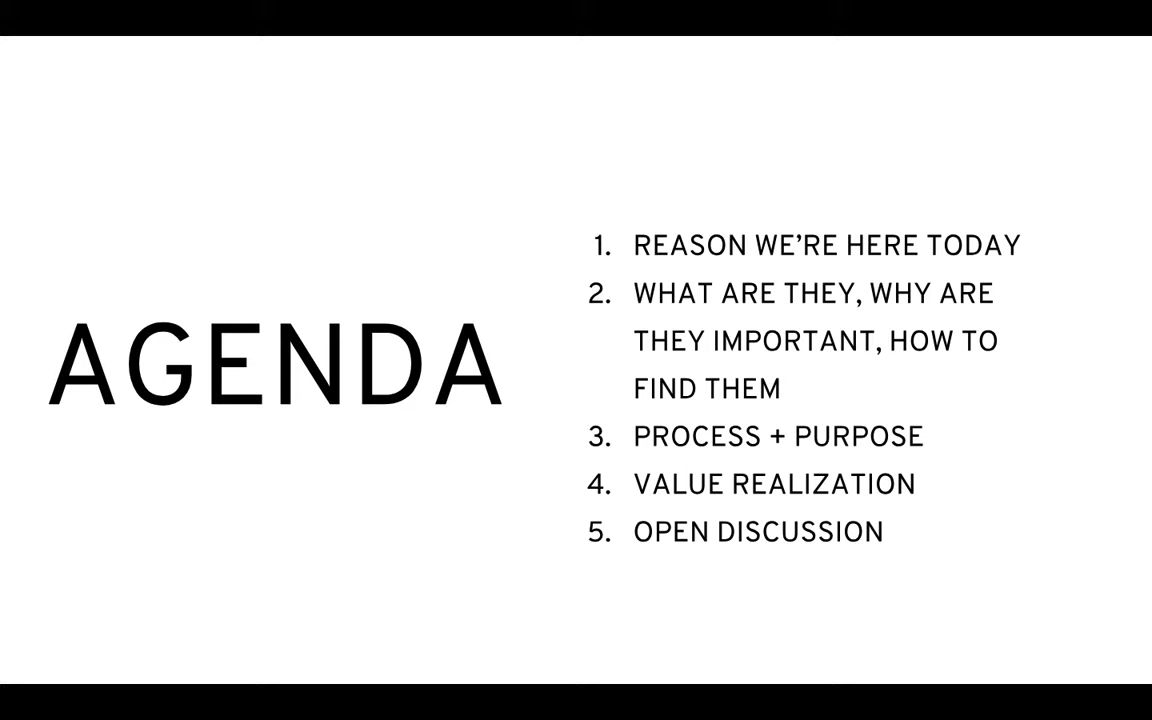 AGENDA
1. REASON WE’RE HERE TODAY
2. WHAT ARE THEY, WHY ARE
THEY IMPORTANT, HOW TO
FIND THEM
3. PROCESS + PURPOSE
4. VALUE REALIZATION
5. OPEN DISCUSSION